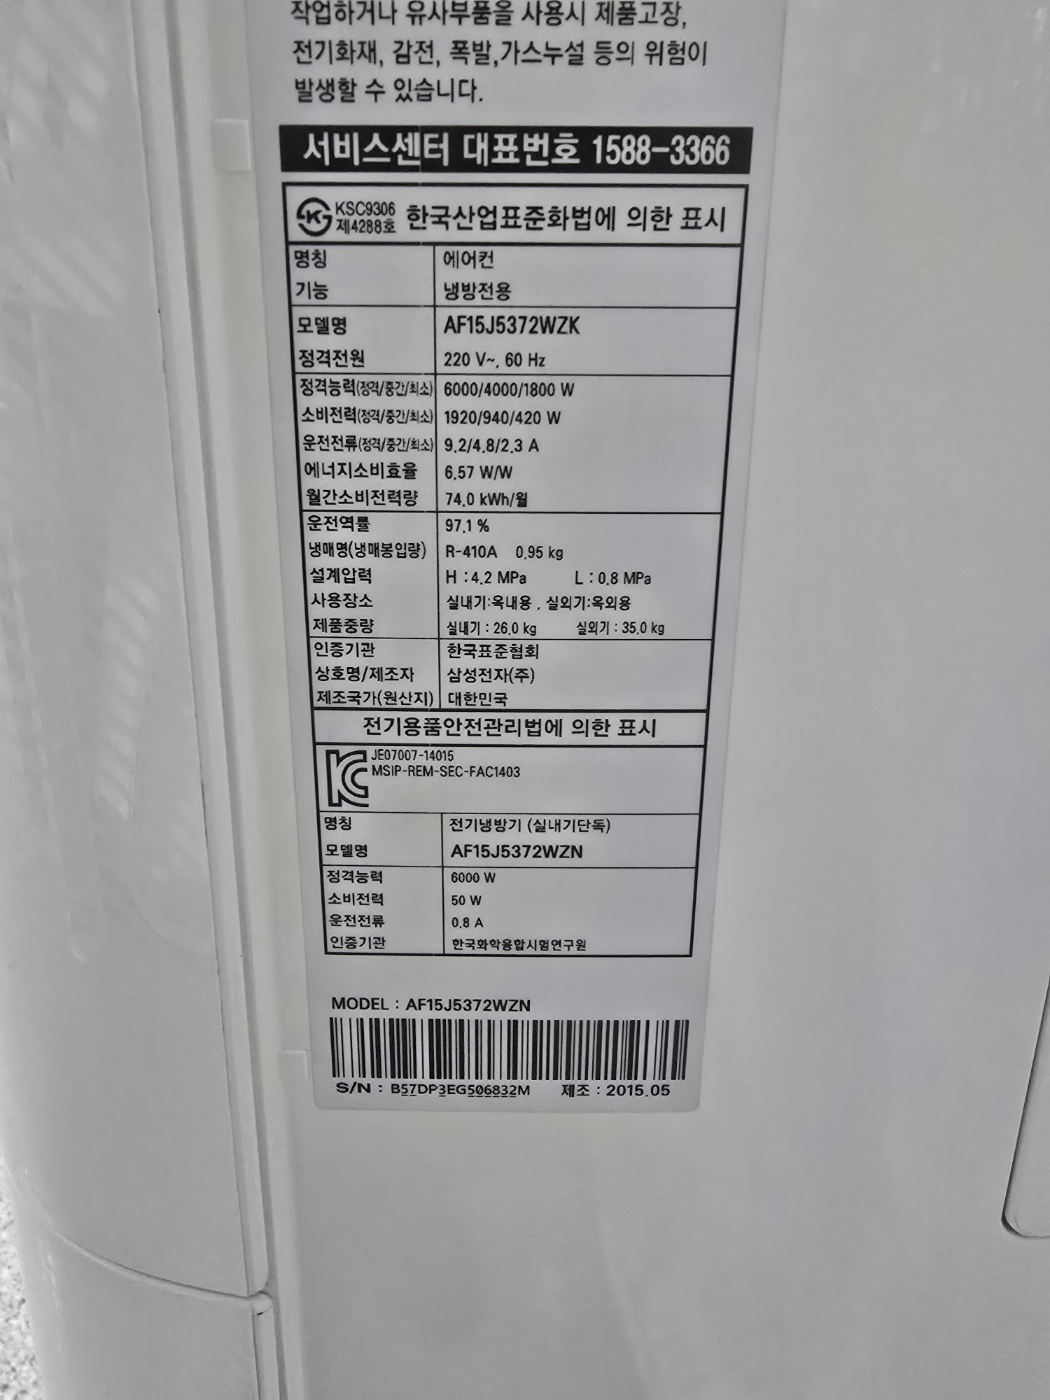 작업하거나 유사부품을 사용시 제품고장,
전기화재, 감전, 폭발,가스누설 등의 위험이
발생할 수 있습니다.
서비스센터 대표번호 1588-3366
KSC9306
제4288호 한국산업표준화법에 의한 표시
명칭 에어컨
기능 냉방전용
모델명 AF15J5372WZK
정격전원 220 V~, 60 Hz
정격능력(정격/중간/최소) 6000/4000/1800 W
소비전력(정격/중간/최소) 1920/940/420 W
운전전류(정격/중간/최소) 9.2/4.8/2.3 A
에너지소비효율 6.57 W/W
월간소비전력량 74.0 kWh/월
운전역률 97.1 %
냉매명(냉매봉입량) R-410A 0.95 kg
설계압력 H : 4.2 MPa L : 0.8 MPa
사용장소 실내기:옥내용 , 실외기:옥외용
제품중량 실내기 : 26.0 kg 실외기 : 35.0 kg
인증기관 한국표준협회
상호명/제조자 삼성전자(주)
제조국가(원산지) 대한민국
전기용품안전관리법에 의한 표시
JE07007-14015
MSIP-REM-SEC-FAC1403
명칭 전기냉방기 (실내기단독)
모델명 AF15J5372WZN
정격능력 6000 W
소비전력 50 W
운전전류 0.8 A
인증기관 한국화학융합시험연구원
MODEL : AF15J5372WZN
S/N : B57DP3EG506832M 제조 : 2015.05